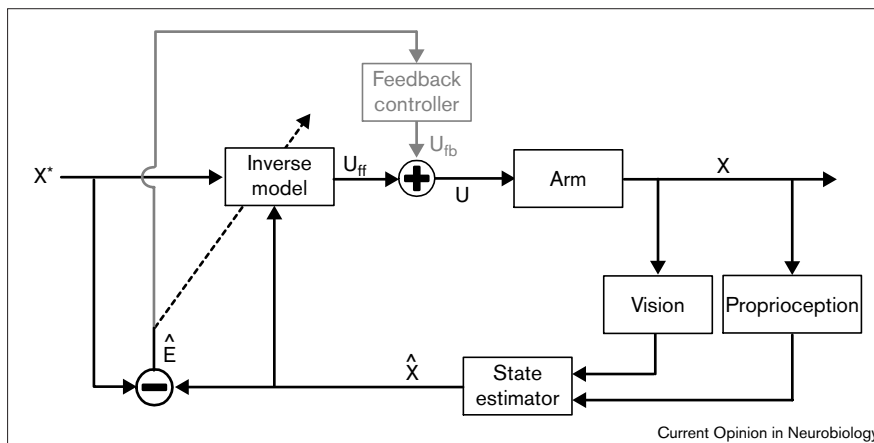 Feedback
controller
U_fb
X*
Inverse
model
U_ff
+
U
Arm
X
Vision
Proprioception
Ê
−
X̂
State
estimator
Current Opinion in Neurobiology